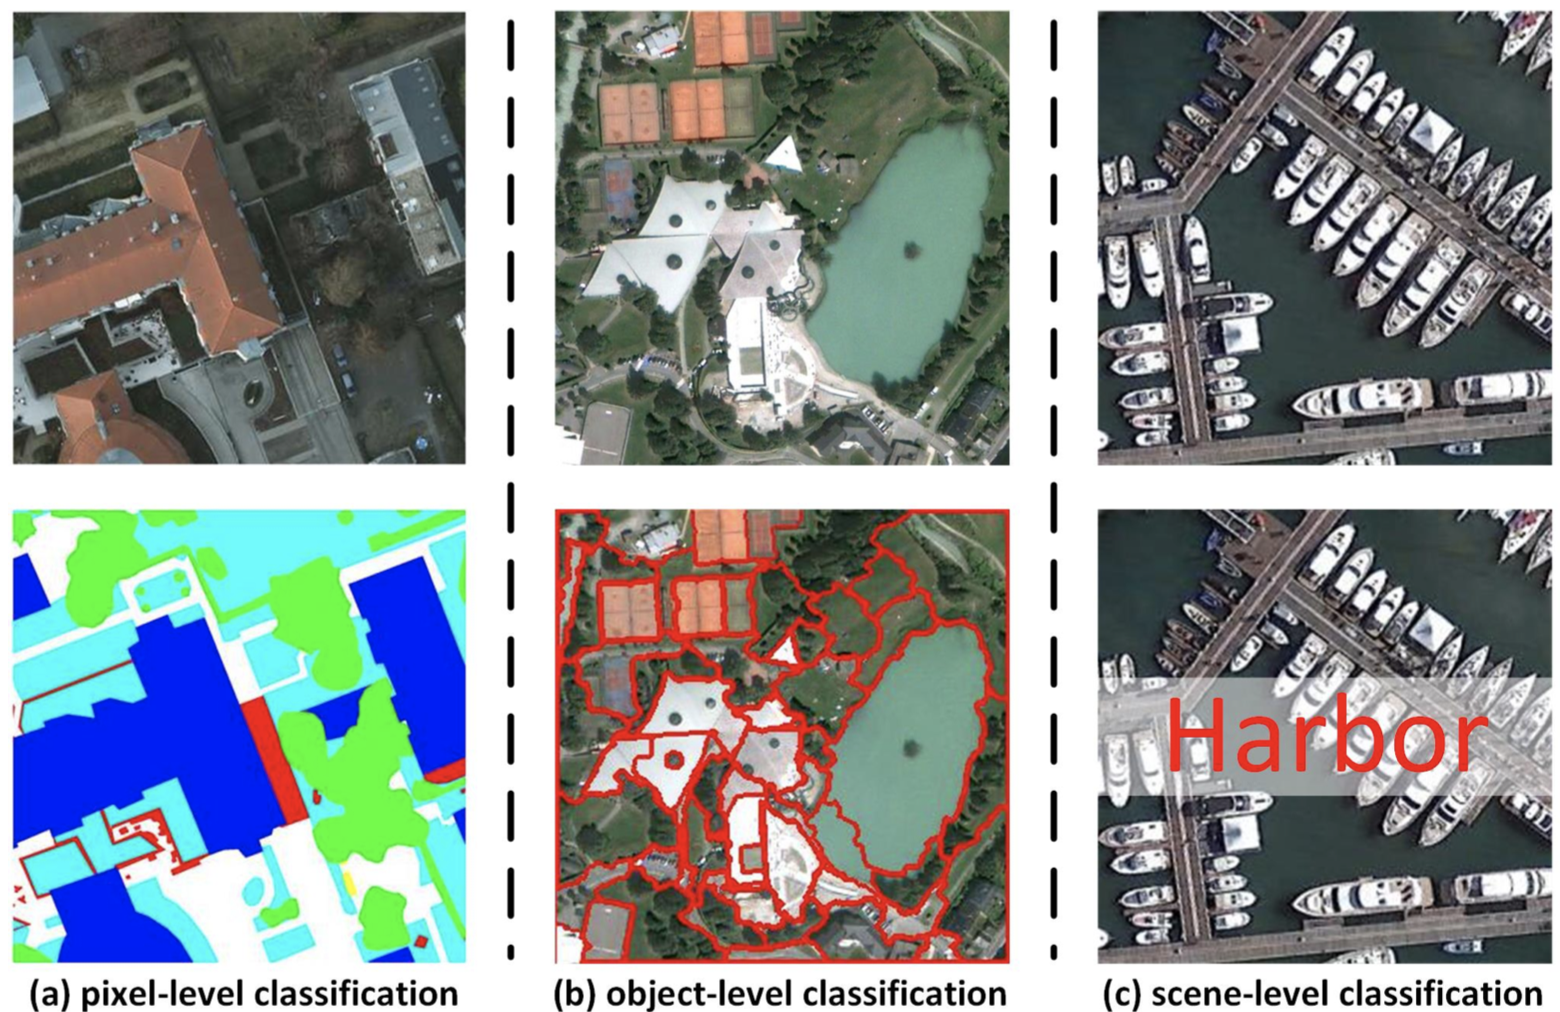 Harbor
(a) pixel-level classification
(b) object-level classification
(c) scene-level classification